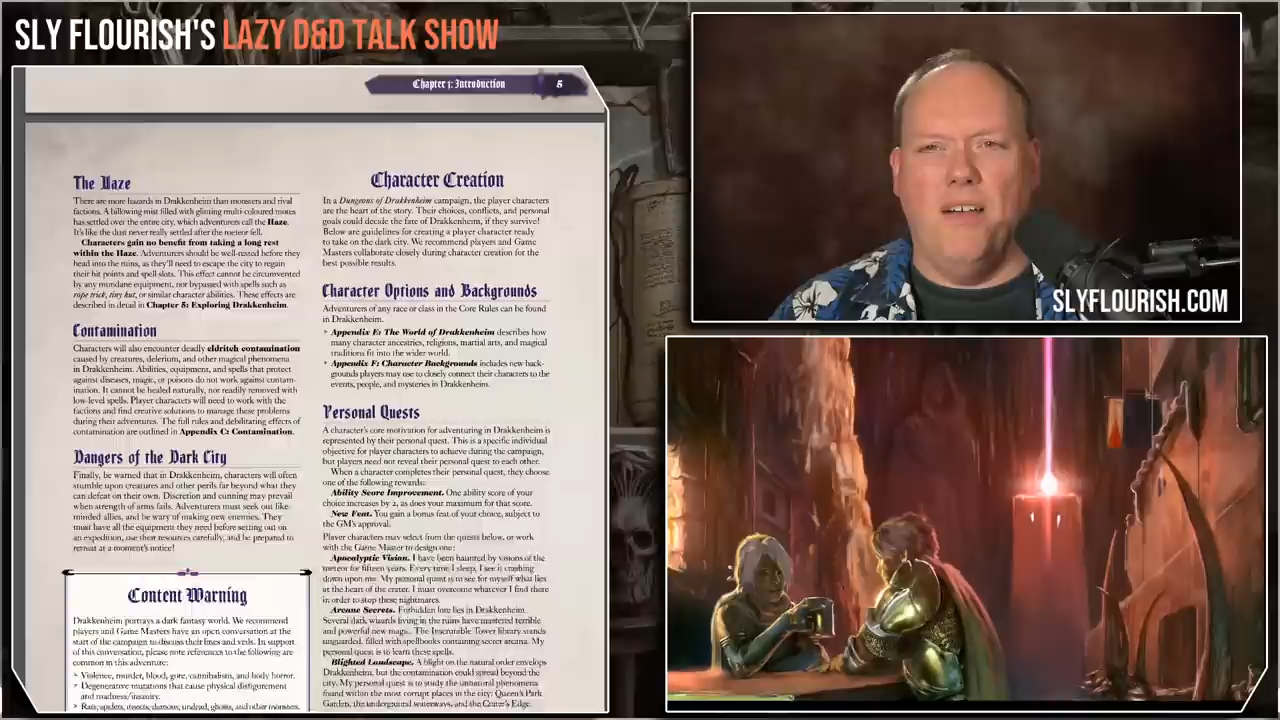 SLY FLOURISH'S LAZY D&D TALK SHOW
Chapter 1: Introduction 5
The Haze
There are more hazards in Drakkenheim than monsters and rival
factions. A billowing mist filled with glinting multi-coloured motes
has settled over the entire city, which adventurers call the Haze.
It's like the dust never really settled after the meteor fell.
Characters gain no benefit from taking a long rest
within the Haze. Adventurers should be well-rested before they
head into the ruins, as they'll need to escape the city to regain
their hit points and spell slots. This effect cannot be circumvented
by any mundane equipment, nor bypassed with spells such as
rope trick, tiny hut, or similar character abilities. These effects are
described in detail in Chapter 5: Exploring Drakkenheim.
Contamination
Characters will also encounter deadly eldritch contamination
caused by creatures, delerium, and other magical phenomena
in Drakkenheim. Abilities, equipment, and spells that protect
against diseases, magic, or poisons do not work against contam-
ination. It cannot be healed naturally, nor readily removed with
low-level spells. Player characters will need to work with the
factions and find creative solutions to manage these problems
during their adventures. The full rules and debilitating effects of
contamination are outlined in Appendix C: Contamination.
Dangers of the Dark City
Finally, be warned that in Drakkenheim, characters will often
stumble upon creatures and other perils far beyond what they
can defeat on their own. Discretion and cunning may prevail
when strength of arms fails. Adventurers must seek out like-
minded allies, and be wary of making new enemies. They
must have all the equipment they need before setting out on
an expedition, use their resources carefully, and be prepared to
retreat at a moment's notice!
Content Warning
Drakkenheim portrays a dark fantasy world. We recommend
players and Game Masters have an open conversation at the
start of the campaign to discuss their lines and veils. In support
of this conversation, please note references to the following are
common in this adventure:
‣ Violence, murder, blood, gore, cannibalism, and body horror.
‣ Degenerative mutations that cause physical disfigurement
and madness/insanity.
‣ Rats, spiders, insects, demons, undead, ghosts, and other monsters.
Character Creation
In a Dungeons of Drakkenheim campaign, the player characters
are the heart of the story. Their choices, conflicts, and personal
goals could decide the fate of Drakkenheim, if they survive!
Below are guidelines for creating a player character ready
to take on the dark city. We recommend players and Game
Masters collaborate closely during character creation for the
best possible results.
Character Options and Backgrounds
Adventurers of any race or class in the Core Rules can be found
in Drakkenheim.
‣ Appendix E: The World of Drakkenheim describes how
many character ancestries, religions, martial arts, and magical
traditions fit into the wider world.
‣ Appendix F: Character Backgrounds includes new back-
grounds players may use to closely connect their characters to the
events, people, and mysteries in Drakkenheim.
Personal Quests
A character's core motivation for adventuring in Drakkenheim is
represented by their personal quest. This is a specific individual
objective for player characters to achieve during the campaign,
but players need not reveal their personal quest to each other.
When a character completes their personal quest, they choose
one of the following rewards:
Ability Score Improvement. One ability score of your
choice increases by 2, as does your maximum for that score.
New Feat. You gain a bonus feat of your choice, subject to
the GM's approval.
Player characters may select from the quests below, or work
with the Game Master to design one:
Apocalyptic Vision. I have been haunted by visions of the
meteor for fifteen years. Every time I sleep, I see it crashing
down upon me. My personal quest is to see for myself what lies
at the heart of the crater. I must overcome whatever I find there
in order to stop these nightmares.
Arcane Secrets. Forbidden lore lies in Drakkenheim.
Several dark wizards living in the ruins have mastered terrible
and powerful new magic. The Inscrutable Tower library stands
unguarded, filled with spellbooks containing secret arcana. My
personal quest is to learn these spells.
Blighted Landscape. A blight on the natural order envelops
Drakkenheim, but the contamination could spread beyond the
city. My personal quest is to study the unnatural phenomena
found within the most corrupt places in the city: Queen's Park
Garden, the underground waterways, and the Crater's Edge.
SLYFLOURISH.COM